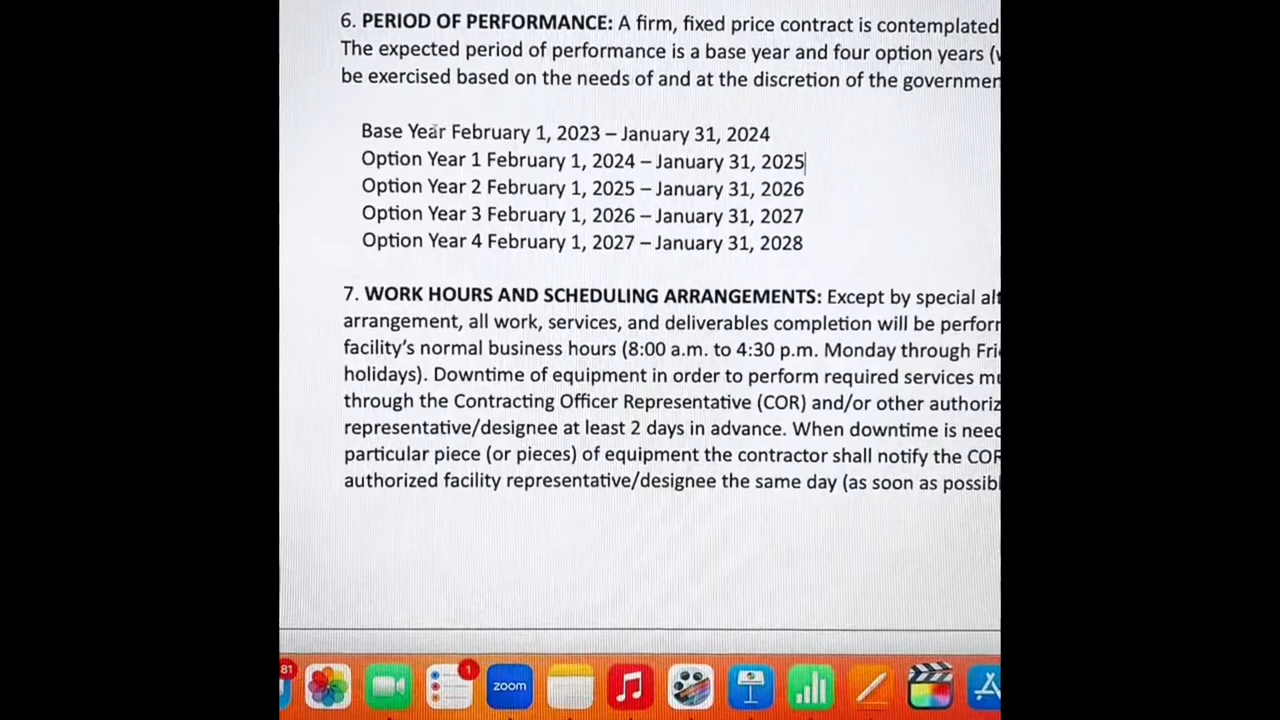 6. PERIOD OF PERFORMANCE: A firm, fixed price contract is contemplated
The expected period of performance is a base year and four option years
be exercised based on the needs of and at the discretion of the
Base Year February 1, 2023 – January 31, 2024
Option Year 1 February 1, 2024 – January 31, 2025
Option Year 2 February 1, 2025 – January 31, 2026
Option Year 3 February 1, 2026 – January 31, 2027
Option Year 4 February 1, 2027 – January 31, 2028
7. WORK HOURS AND SCHEDULING ARRANGEMENTS: Except by special
arrangement, all work, services, and deliverables completion will be
facility’s normal business hours (8:00 a.m. to 4:30 p.m. Monday through
holidays). Downtime of equipment in order to perform required services
through the Contracting Officer Representative (COR) and/or other
representative/designee at least 2 days in advance. When downtime is
particular piece (or pieces) of equipment the contractor shall notify the
authorized facility representative/designee the same day (as soon as
81
1
zoom